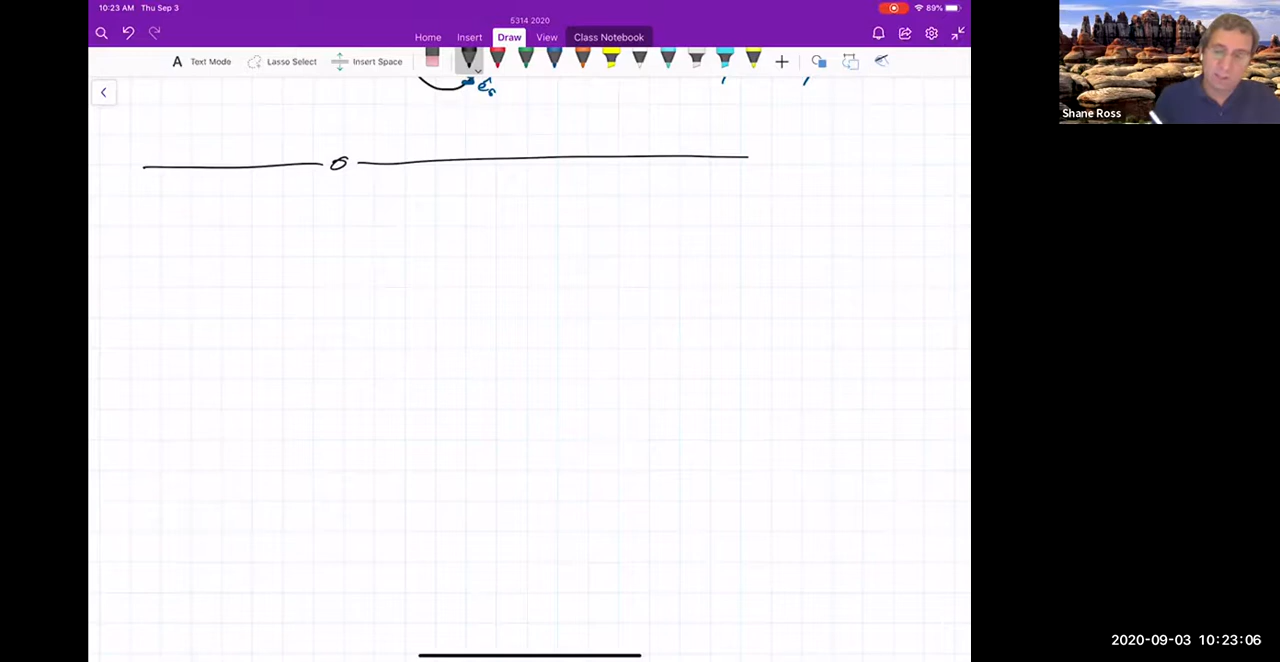 10:23 AM Thu Sep 3
89%
5314 2020
Home Insert Draw View Class Notebook
A Text Mode Lasso Select Insert Space
Shane Ross
2020-09-03 10:23:06